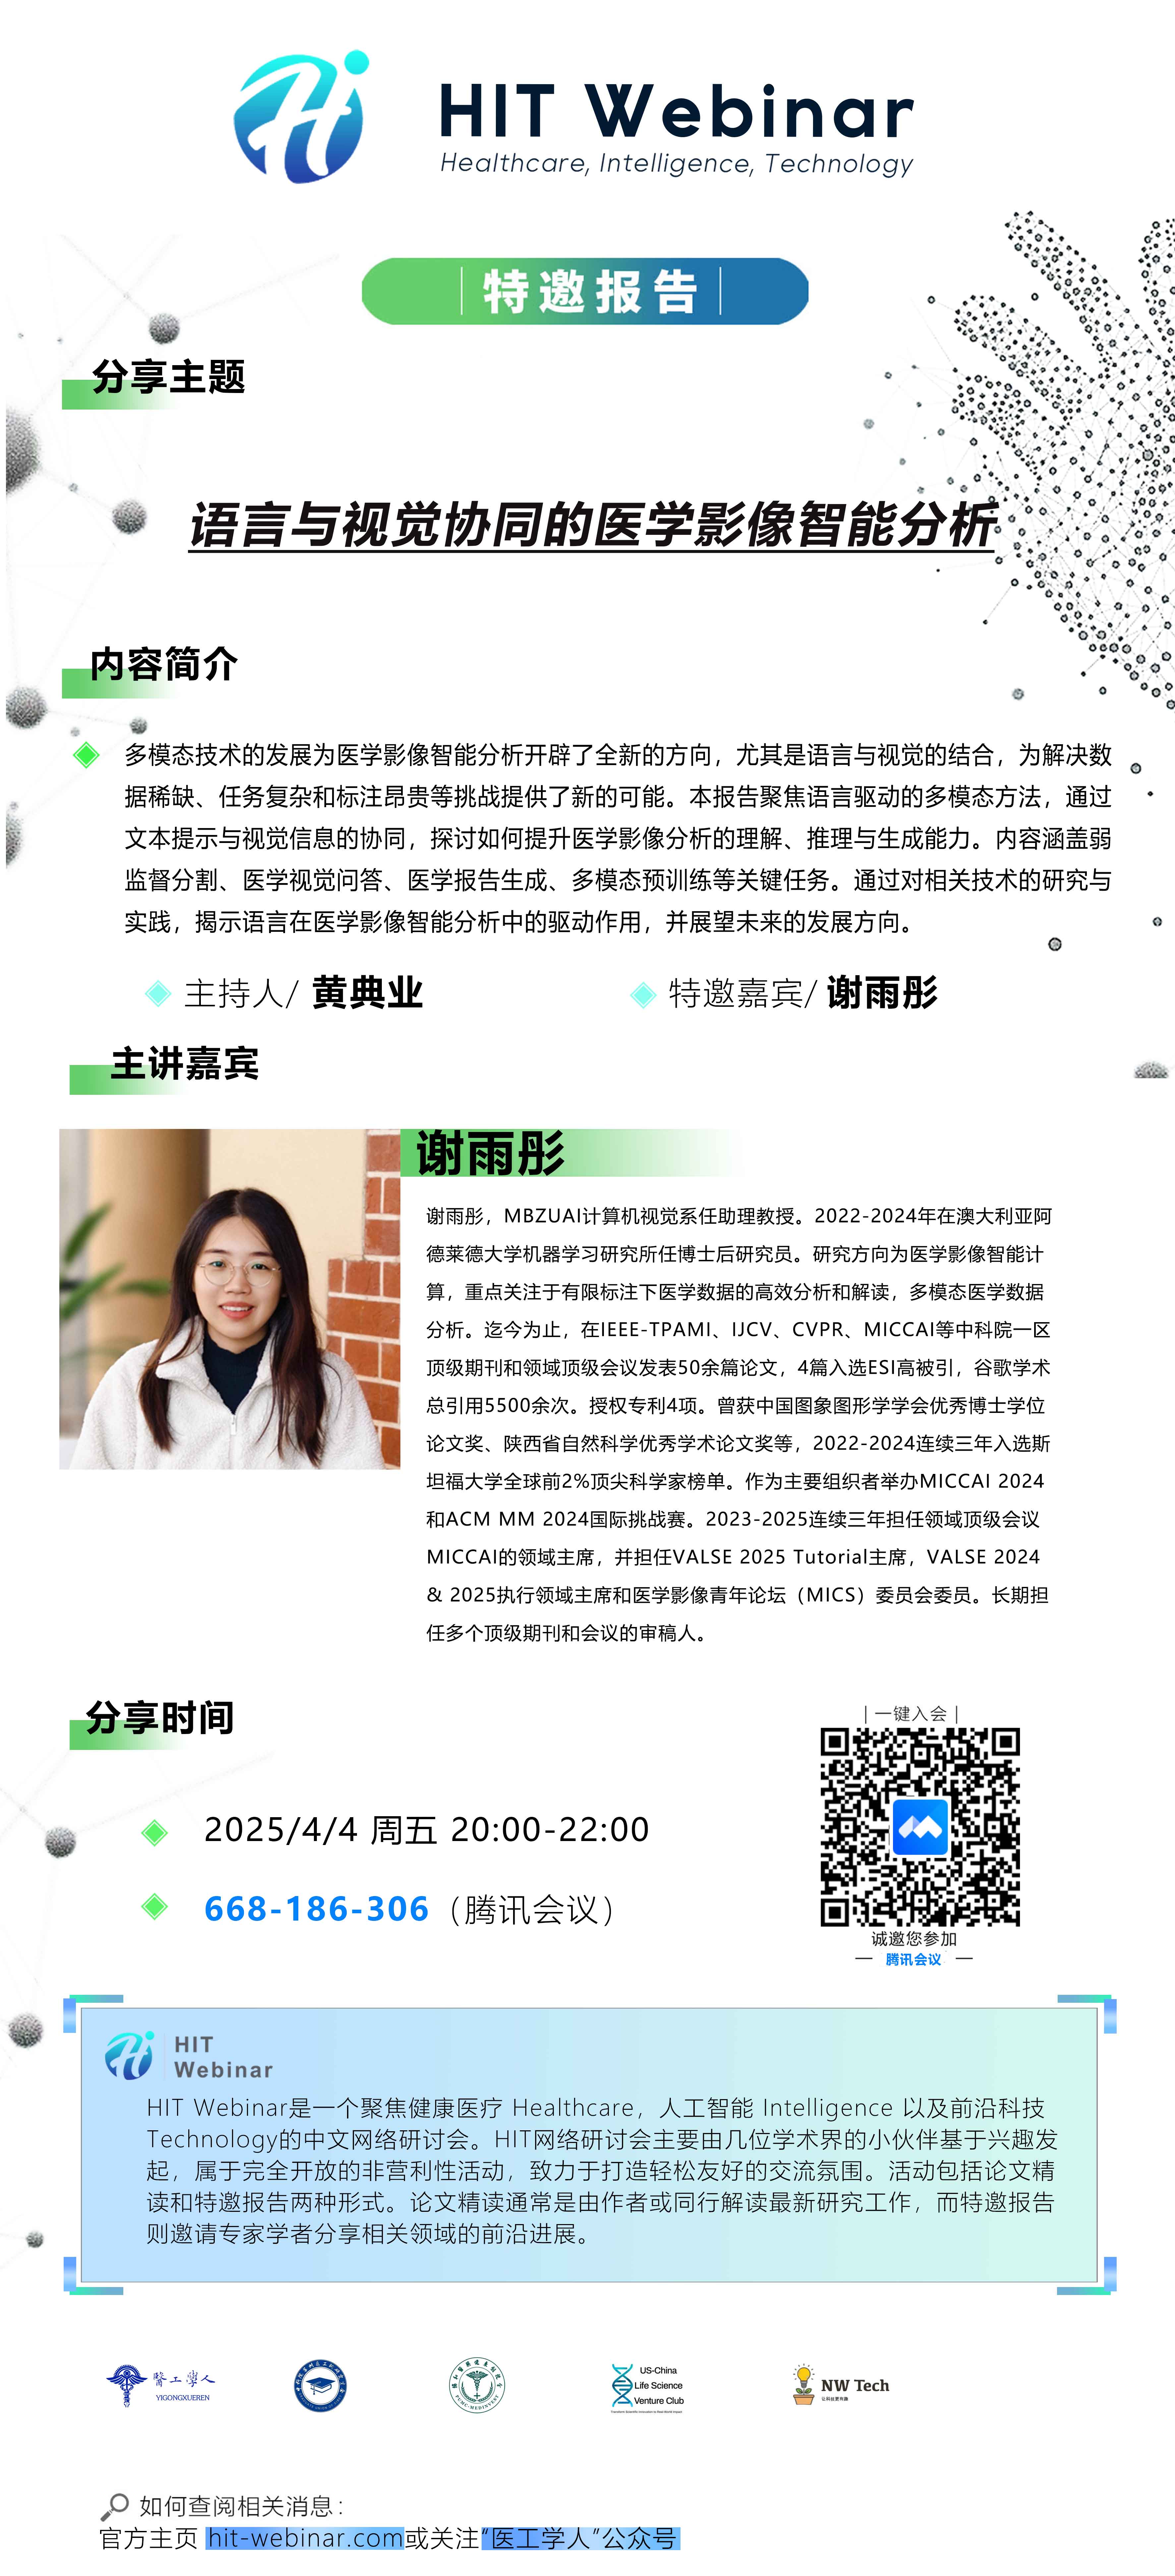 HIT Webinar
Healthcare, Intelligence, Technology
特邀报告
分享主题
语言与视觉协同的医学影像智能分析
内容简介
多模态技术的发展为医学影像智能分析开辟了全新的方向，尤其是语言与视觉的结合，为解决数
据稀缺、任务复杂和标注昂贵等挑战提供了新的可能。本报告聚焦语言驱动的多模态方法，通过
文本提示与视觉信息的协同，探讨如何提升医学影像分析的理解、推理与生成能力。内容涵盖弱
监督分割、医学视觉问答、医学报告生成、多模态预训练等关键任务。通过对相关技术的研究与
实践，揭示语言在医学影像智能分析中的驱动作用，并展望未来的发展方向。
主持人/ 黄典业
特邀嘉宾/ 谢雨彤
主讲嘉宾
谢雨彤
谢雨彤，MBZUAI计算机视觉系任助理教授。2022-2024年在澳大利亚阿
德莱德大学机器学习研究所任博士后研究员。研究方向为医学影像智能计
算，重点关注于有限标注下医学数据的高效分析和解读，多模态医学数据
分析。迄今为止，在IEEE-TPAMI、IJCV、CVPR、MICCAI等中科院一区
顶级期刊和领域顶级会议发表50余篇论文，4篇入选ESI高被引，谷歌学术
总引用5500余次。授权专利4项。曾获中国图象图形学学会优秀博士学位
论文奖、陕西省自然科学优秀学术论文奖等，2022-2024连续三年入选斯
坦福大学全球前2%顶尖科学家榜单。作为主要组织者举办MICCAI 2024
和ACM MM 2024国际挑战赛。2023-2025连续三年担任领域顶级会议
MICCAI的领域主席，并担任VALSE 2025 Tutorial主席，VALSE 2024
& 2025执行领域主席和医学影像青年论坛（MICS）委员会委员。长期担
任多个顶级期刊和会议的审稿人。
分享时间
2025/4/4 周五 20:00-22:00
668-186-306（腾讯会议）
| 一键入会 |
诚邀您参加
— 腾讯会议 —
HIT
Webinar
HIT Webinar是一个聚焦健康医疗 Healthcare，人工智能 Intelligence 以及前沿科技
Technology的中文网络研讨会。HIT网络研讨会主要由几位学术界的小伙伴基于兴趣发
起，属于完全开放的非营利性活动，致力于打造轻松友好的交流氛围。活动包括论文精
读和特邀报告两种形式。论文精读通常是由作者或同行解读最新研究工作，而特邀报告
则邀请专家学者分享相关领域的前沿进展。
醫工學人
YIGONGXUEREN
US-China
Life Science
Venture Club
NW Tech
让科技更有趣
如何查阅相关消息：
官方主页 hit-webinar.com或关注“医工学人”公众号